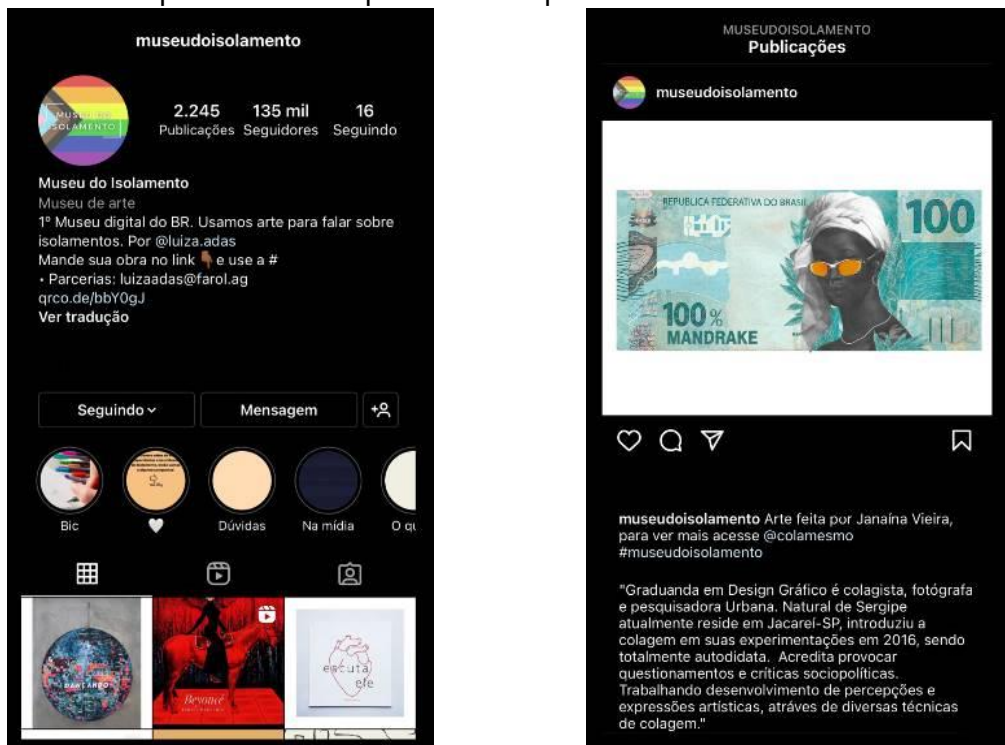 museudoisolamento
MUSEU DO
ISOLAMENTO
2.245 135 mil 16
Publicações Seguidores Seguindo
Museu do Isolamento
Museu de arte
1º Museu digital do BR. Usamos arte para falar sobre
isolamentos. Por @luiza.adas
Mande sua obra no link 👇🏾 e use a #
• Parcerias: luizaadas@farol.ag
qrco.de/bbY0gJ
Ver tradução
Seguindo Mensagem
Bic 🤍 Dúvidas Na mídia O qu
DANÇANDO
Beyoncé
escuta
ele
MUSEUDOISOLAMENTO
Publicações
museudoisolamento
REPUBLICA FEDERATIVA DO BRASIL
100
100%
MANDRAKE
museudoisolamento Arte feita por Janaína Vieira,
para ver mais acesse @colamesmo
#museudoisolamento
"Graduanda em Design Gráfico é colagista, fotógrafa
e pesquisadora Urbana. Natural de Sergipe
atualmente reside em Jacareí-SP, introduziu a
colagem em suas experimentações em 2016, sendo
totalmente autodidata. Acredita provocar
questionamentos e críticas sociopolíticas.
Trabalhando desenvolvimento de percepções e
expressões artísticas, atráves de diversas técnicas
de colagem."